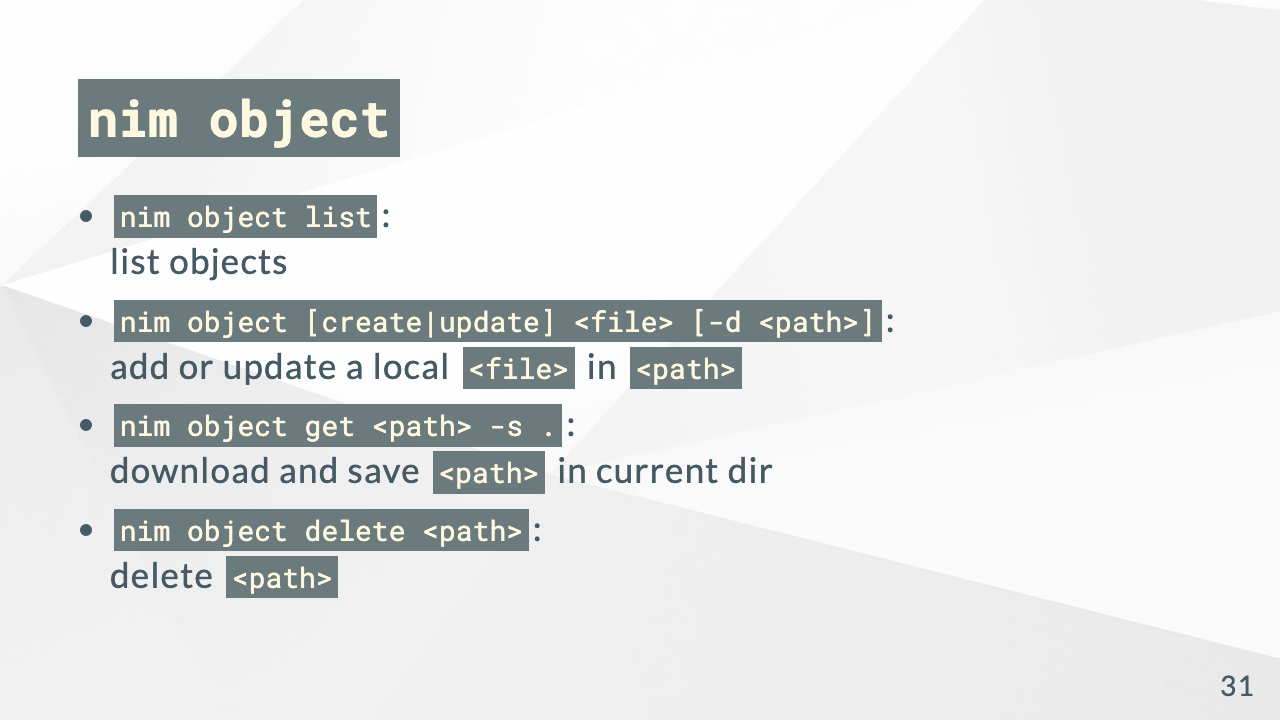 nim object
• nim object list:
list objects
• nim object [create|update] <file> [-d <path>]:
add or update a local <file> in <path>
• nim object get <path> -s .:
download and save <path> in current dir
• nim object delete <path>:
delete <path>
31